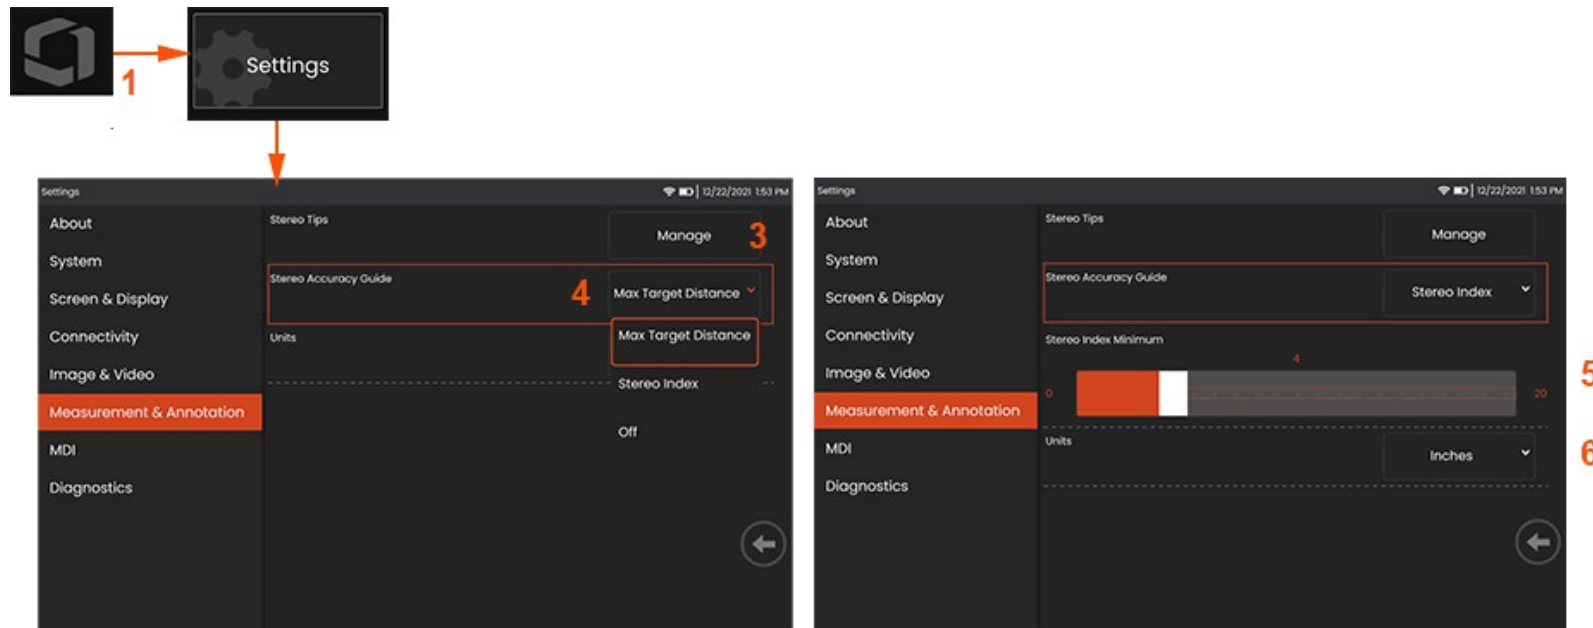 1
Settings
Settings
12/22/2021 1:53 PM
About
System
Screen & Display
Connectivity
Image & Video
Measurement & Annotation
MDI
Diagnostics
Stereo Tips
Manage
3
Stereo Accuracy Guide
4
Max Target Distance
Max Target Distance
Units
Stereo Index
Off
Settings
12/22/2021 1:53 PM
About
System
Screen & Display
Connectivity
Image & Video
Measurement & Annotation
MDI
Diagnostics
Stereo Tips
Manage
Stereo Accuracy Guide
Stereo Index
Stereo Index Minimum
4
0
20
5
Units
Inches
6